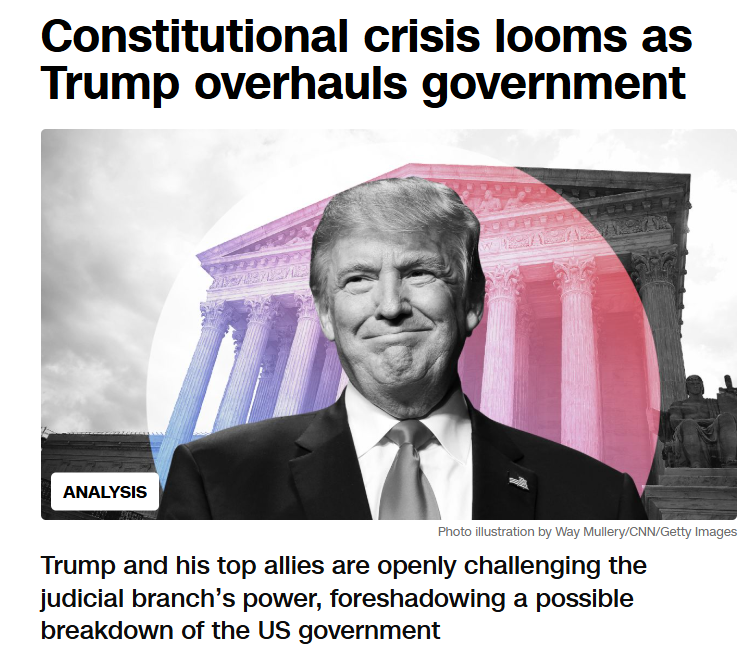 Constitutional crisis looms as
Trump overhauls government
ANALYSIS
Photo illustration by Way Mullery/CNN/Getty Images
Trump and his top allies are openly challenging the
judicial branch’s power, foreshadowing a possible
breakdown of the US government